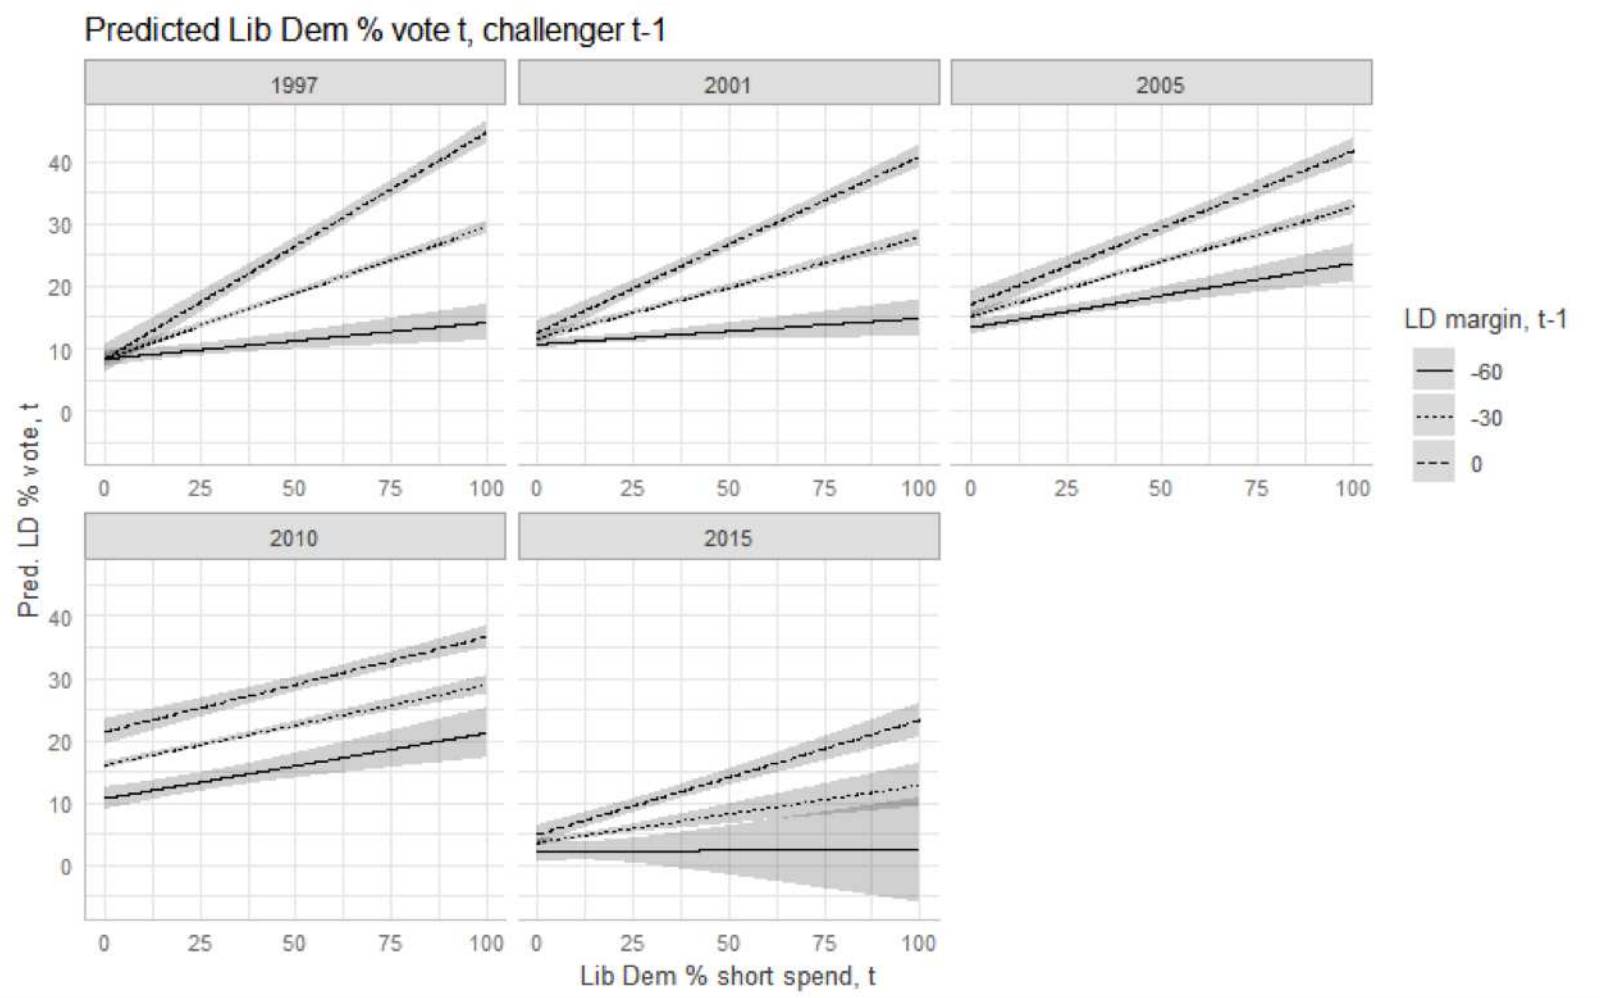 Predicted Lib Dem % vote t, challenger t-1
1997
2001
2005
40
30
20
10
0
0 25 50 75 100
0 25 50 75 100
0 25 50 75 100
LD margin, t-1
-60
-30
0
Pred. LD % vote, t
2010
2015
40
30
20
10
0
0 25 50 75 100
0 25 50 75 100
Lib Dem % short spend, t